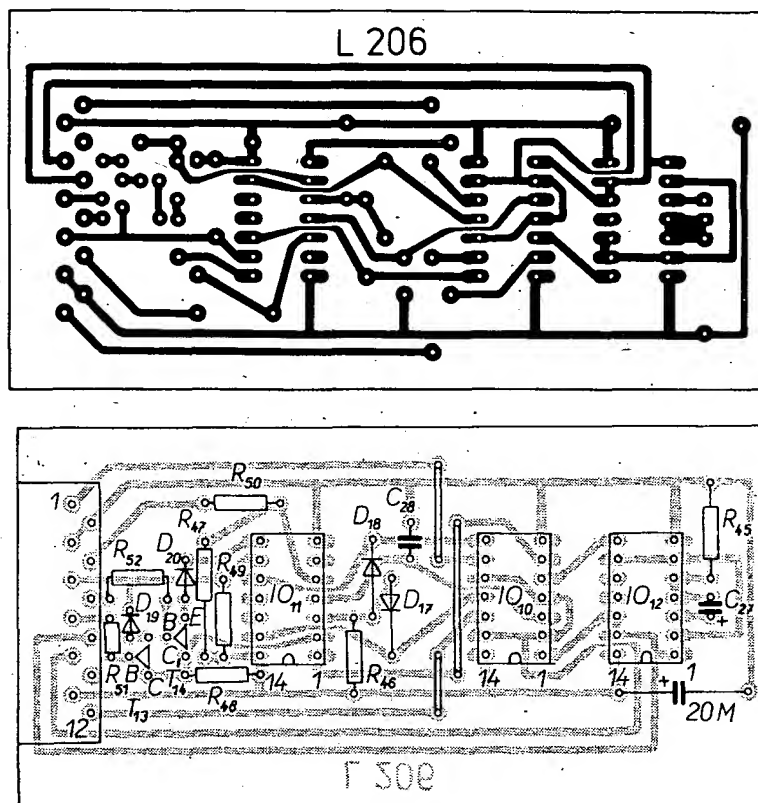 L 206
1
R50
C28
D18
R45
R47
D20
R52
R49
IO11
D17
IO10
IO12
C27
+
D19
E
B
R51
B
C
C
T14
T13
R48
R46
14
1
14
1
14
1
+
20M
12
L 206